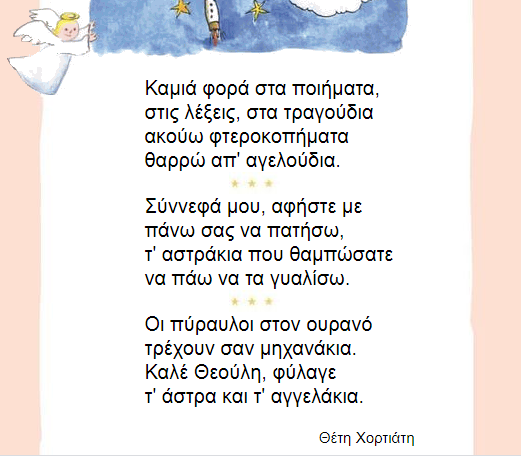 Καμιά φορά στα ποιήματα,
στις λέξεις, στα τραγούδια
ακούω φτεροκοπήματα
θαρρώ απ' αγελούδια.
Σύννεφά μου, αφήστε με
πάνω σας να πατήσω,
τ' αστράκια που θαμπώσατε
να πάω να τα γυαλίσω.
Οι πύραυλοι στον ουρανό
τρέχουν σαν μηχανάκια.
Καλέ Θεούλη, φύλαγε
τ' άστρα και τ' αγγελάκια.
Θέτη Χορτιάτη